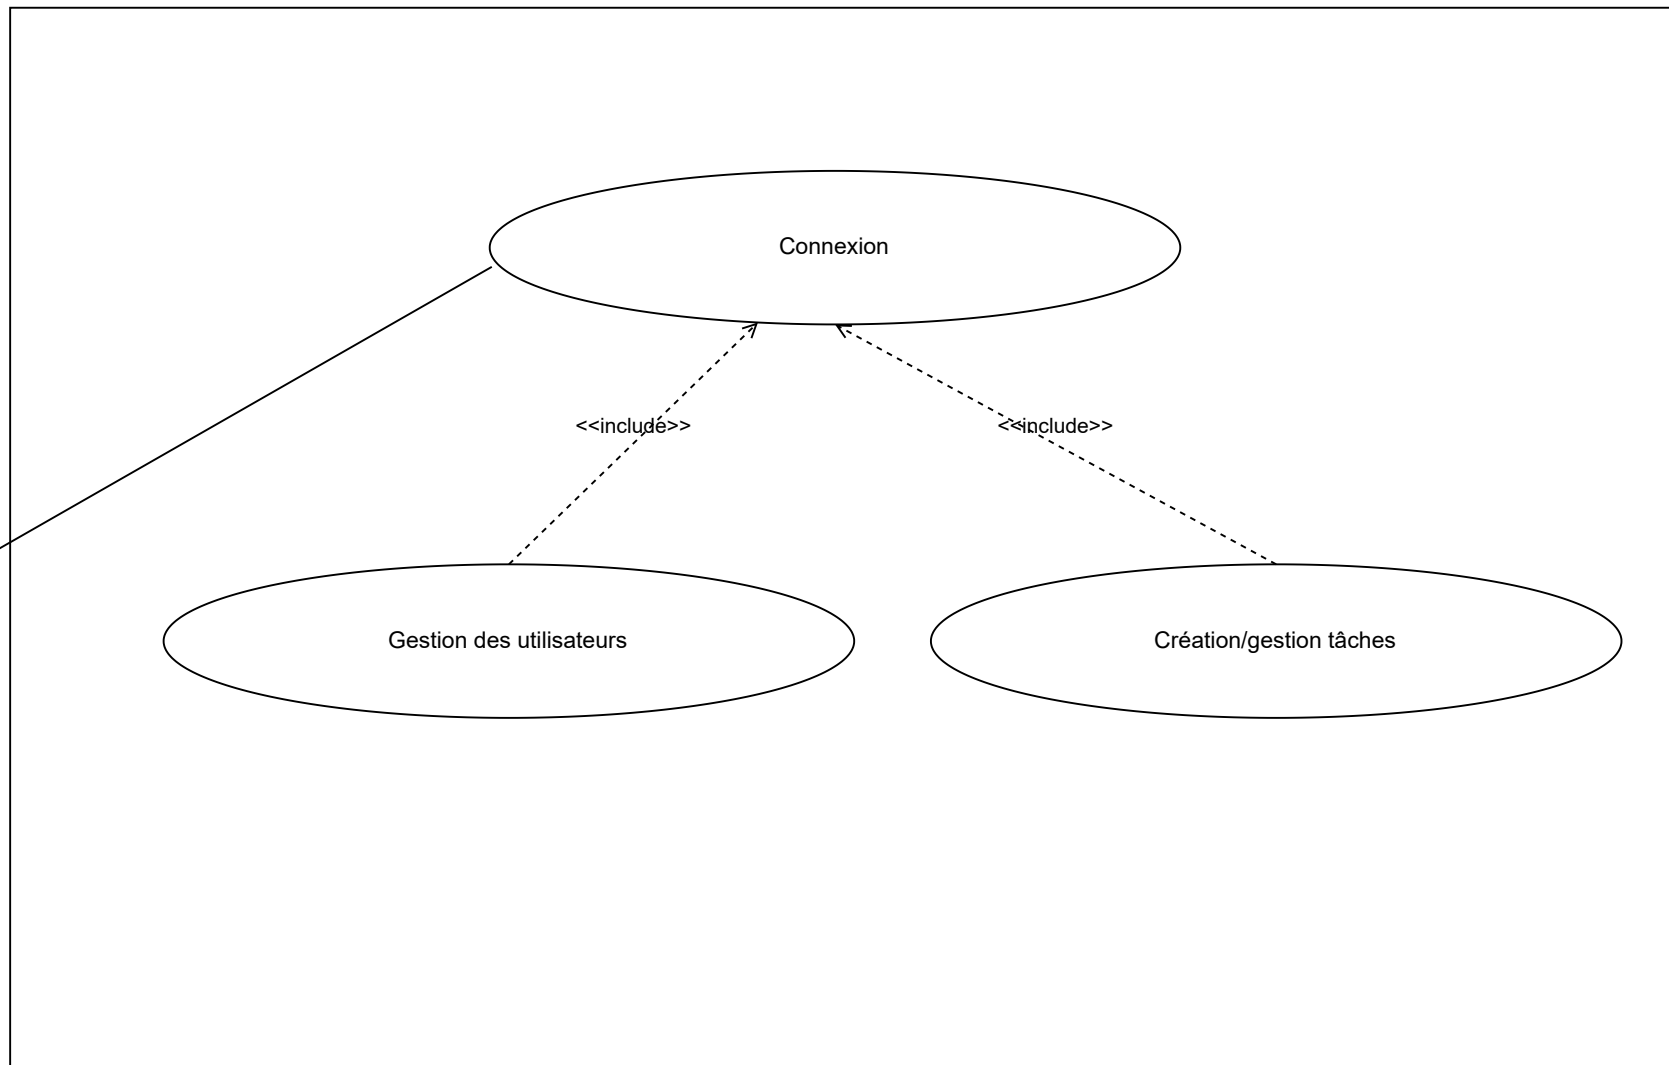 Connexion
<<include>>
<<include>>
Gestion des utilisateurs
Création/gestion tâches